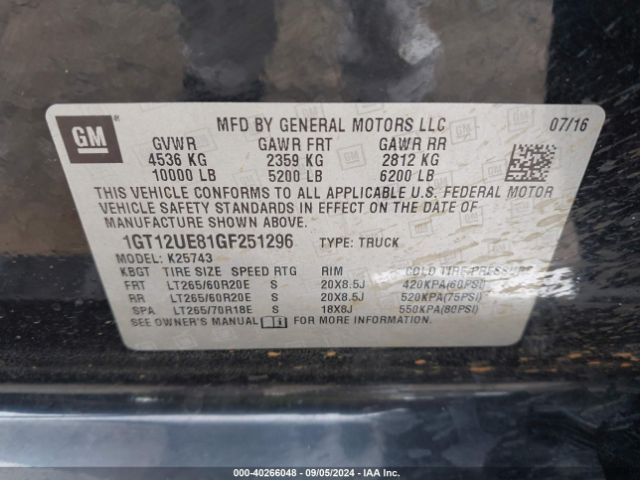 GM
MFD BY GENERAL MOTORS LLC 07/16
GVWR GAWR FRT GAWR RR
4536 KG 2359 KG 2812 KG
10000 LB 5200 LB 6200 LB
THIS VEHICLE CONFORMS TO ALL APPLICABLE U.S. FEDERAL MOTOR
VEHICLE SAFETY STANDARDS IN EFFECT ON THE DATE OF
MANUFACTURE SHOWN ABOVE.
1GT12UE81GF251296 TYPE: TRUCK
MODEL: K25743
KBGT TIRE SIZE SPEED RTG RIM COLD TIRE PRESSURE
FRT LT265/60R20E S 20X8.5J 420KPA(60PSI)
RR LT265/60R20E S 20X8.5J 520KPA(75PSI)
SPA LT265/70R18E S 18X8J 550KPA(80PSI)
SEE OWNER'S MANUAL FOR MORE INFORMATION.
000-40266048 - 09/05/2024 - IAA Inc.